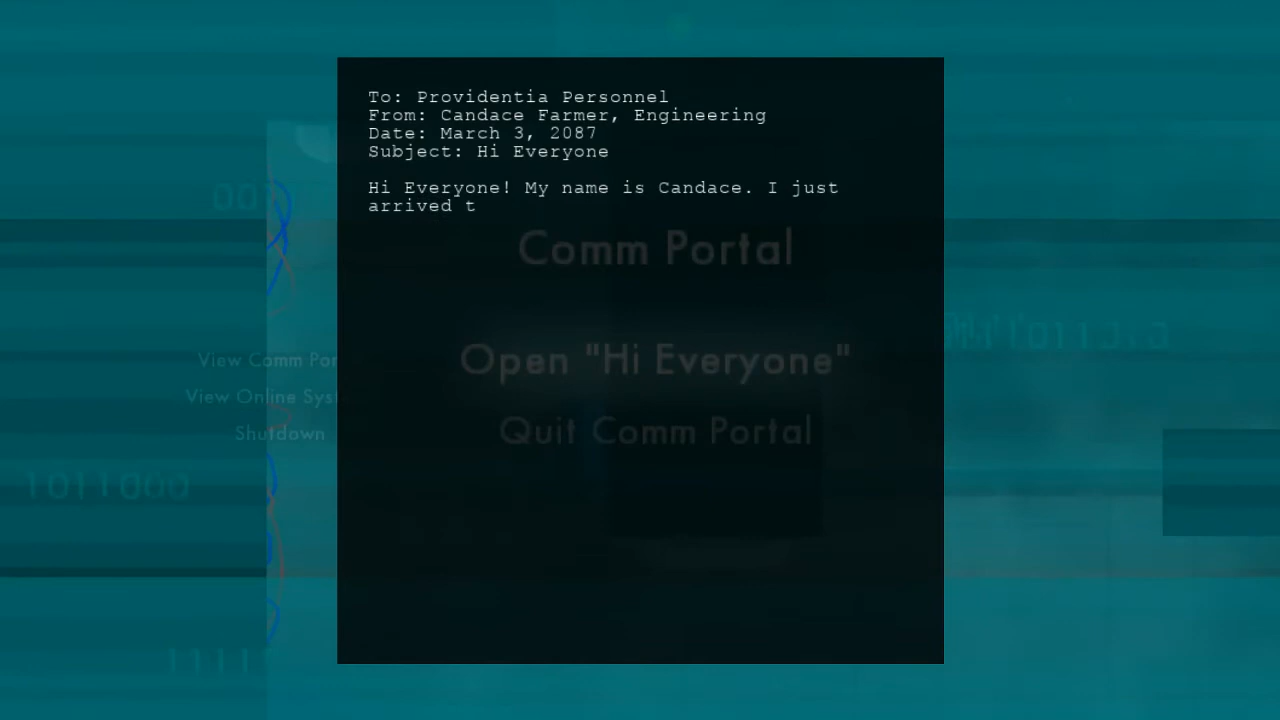 To: Providentia Personnel
From: Candace Farmer, Engineering
Date: March 3, 2087
Subject: Hi Everyone
Hi Everyone! My name is Candace. I just
arrived t
Comm Portal
Open "Hi Everyone"
Quit Comm Portal
View Comm Por
View Online Syst
Shutdown
1011000